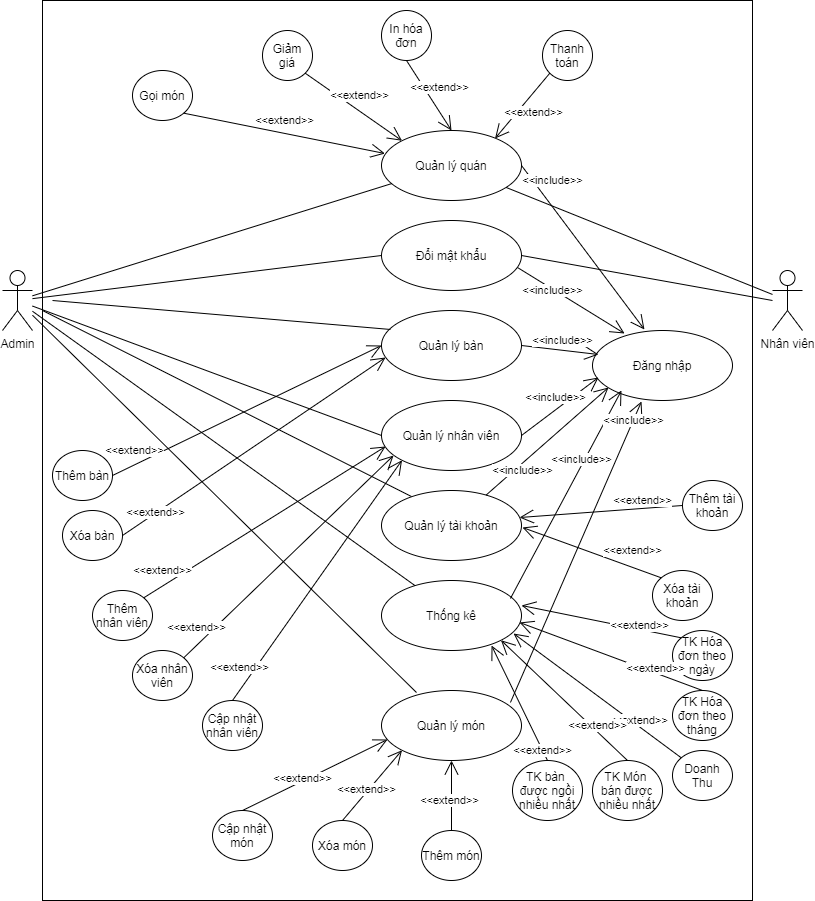 In hóa
đơn
Giảm
giá
Thanh
toán
Gọi món
<<extend>>
<<extend>>
<<extend>>
<<extend>>
Quản lý quán
<<include>>
Đổi mật khẩu
<<include>>
Admin
Nhân viên
Quản lý bàn
<<include>>
Đăng nhập
<<include>>
<<include>>
Quản lý nhân viên
<<extend>>
<<include>>
<<include>>
Thêm bàn
<<extend>>
Thêm tài
khoản
<<extend>>
Quản lý tài khoản
Xóa bàn
<<extend>>
<<extend>>
Xóa tài
khoản
Thêm
nhân viên
Thống kê
<<extend>>
<<extend>>
TK Hóa
đơn theo
ngày
Xóa nhân
viên
<<extend>>
<<extend>>
TK Hóa
đơn theo
tháng
Cập nhật
nhân viên
Quản lý món
<<extend>>
<<extend>>
<<extend>>
Doanh
Thu
<<extend>>
TK bàn
được ngồi
nhiều nhất
TK Món
bán được
nhiều nhất
<<extend>>
<<extend>>
Cập nhật
món
Xóa món
Thêm món